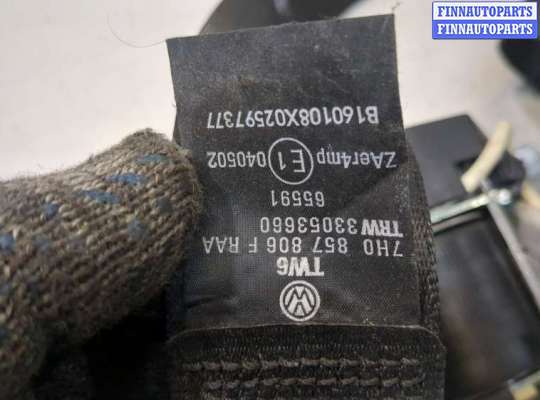 FINNAUTOPARTS
FINNAUTOPARTS
TW6
7H0 857 806 F RAA
TRW 33053660
65591
ZAer4mp E1 040502
B160108X02597377